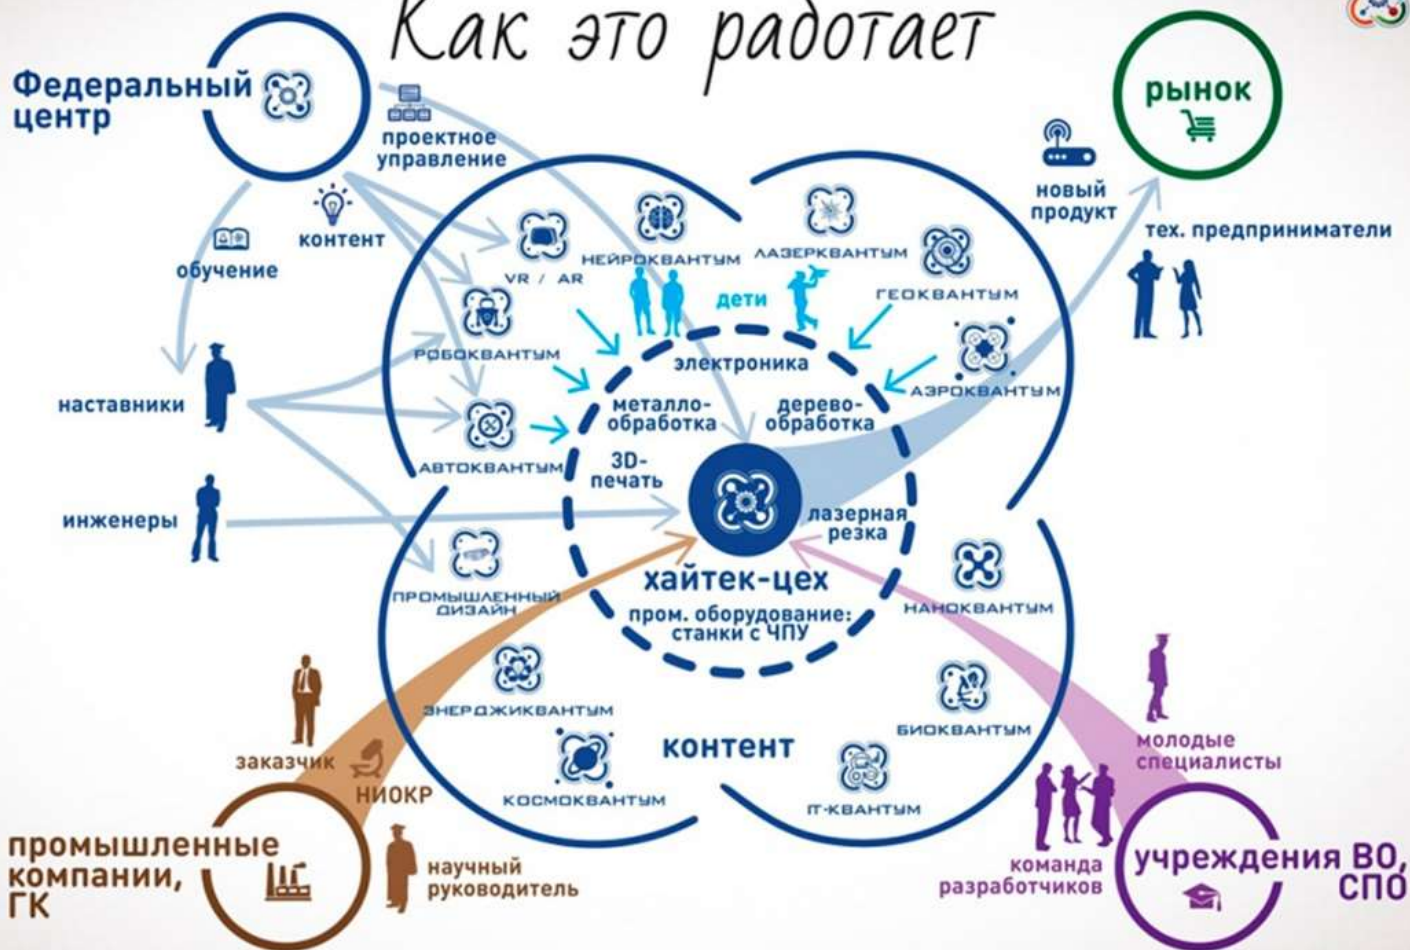 Как это работает
Федеральный
центр
проектное
управление
контент
обучение
рынок
новый
продукт
тех. предприниматели
VR / AR
НЕЙРОКВАНТУМ
ЛАЗЕРКВАНТУМ
ГЕОКВАНТУМ
дети
РОБОКВАНТУМ
АЭРОКВАНТУМ
электроника
металло-
обработка
дерево-
обработка
наставники
АВТОКВАНТУМ
3D-
печать
инженеры
лазерная
резка
хайтек-цех
пром. оборудование:
станки с ЧПУ
ПРОМЫШЛЕННЫЙ
ДИЗАЙН
НАНОКВАНТУМ
ЭНЕРДЖИКВАНТУМ
БИОКВАНТУМ
контент
КОСМОКВАНТУМ
IT-КВАНТУМ
заказчик
НИОКР
молодые
специалисты
промышленные
компании,
ГК
научный
руководитель
команда
разработчиков
учреждения ВО,
СПО